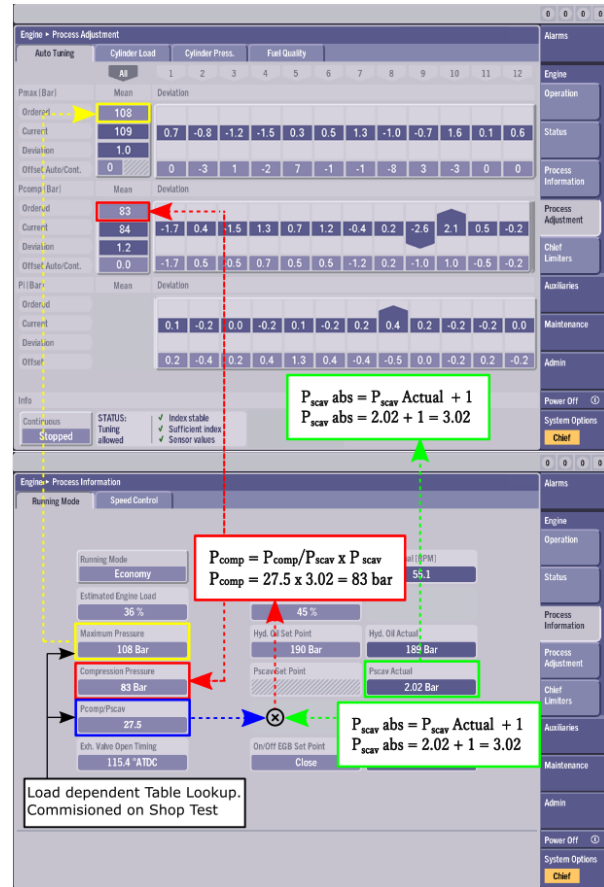 0 0 0 0
Engine ▸ Process Adjustment
Alarms
Auto Tuning Cylinder Load Cylinder Press. Fuel Quality
All 1 2 3 4 5 6 7 8 9 10 11 12
Engine
Pmax (Bar) Mean Deviation
Operation
Ordered 108
Current 109 0.7 -0.8 -1.2 -1.5 0.3 0.5 1.3 -1.0 -0.7 1.6 0.1 0.6
Status
Deviation 1.0
Offset Auto/Cont. 0 0 -3 1 -2 7 -1 -1 -8 3 -3 0 0
Process Information
Pcomp (Bar) Mean Deviation
Ordered 83
Process Adjustment
Current 84 -1.7 0.4 -1.5 1.3 0.7 1.2 -0.4 0.2 -2.6 2.1 0.5 -0.2
Deviation 1.2
Chief Limiters
Offset Auto/Cont. 0.0 -1.7 0.5 -0.5 0.7 0.5 0.5 -1.2 0.2 -1.0 1.0 -0.5 -0.2
Pi (Bar) Mean Deviation
Auxiliaries
Ordered
Current 0.1 -0.2 0.0 -0.2 0.1 -0.2 0.2 0.4 0.2 -0.2 -0.2 0.0
Maintenance
Deviation
Offset 0.2 -0.4 0.2 0.4 1.3 0.4 -0.4 -0.5 0.0 -0.2 0.2 -0.2
Admin
Info
Power Off
Continuous
Stopped
STATUS:
Tuning
allowed
✓ Index stable
✓ Sufficient index
✓ Sensor values
System Options
Chief
Pscav abs = Pscav Actual + 1
Pscav abs = 2.02 + 1 = 3.02
0 0 0 0
Engine ▸ Process Information
Alarms
Running Mode Speed Control
Engine
Operation
Running Mode
Economy
Pcomp = Pcomp/Pscav x Pscav
Pcomp = 27.5 x 3.02 = 83 bar
[RPM]
55.1
Status
Estimated Engine Load
36 %
45 %
Process Information
Maximum Pressure
108 Bar
Hyd. Oil Set Point
190 Bar
Hyd. Oil Actual
189 Bar
Process Adjustment
Compression Pressure
83 Bar
Pscav Set Point
Pscav Actual
2.02 Bar
Chief Limiters
Pcomp/Pscav
27.5
Pscav abs = Pscav Actual + 1
Pscav abs = 2.02 + 1 = 3.02
Auxiliaries
Exh. Valve Open Timing
115.4 °ATDC
On/Off EGB Set Point
Close
Maintenance
Load dependent Table Lookup.
Commisioned on Shop Test
Admin
Power Off
System Options
Chief